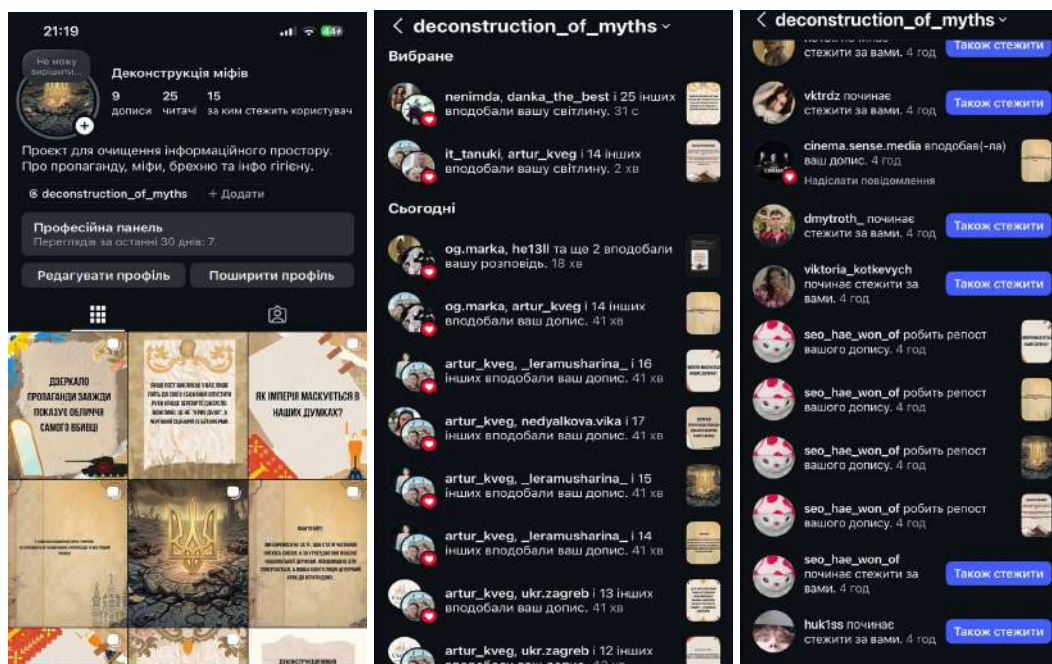 21:19
44
Не можу
вирішити...
Деконструкція міфів
9 25 15
дописи читачі за ким стежить користувач
Проєкт для очищення інформаційного простору.
Про пропаганду, міфи, брехню та інфо гігієну.
deconstruction_of_myths + Додати
Професійна панель
Переглядів за останні 30 днів: 7.
Редагувати профіль Поширити профіль
ДЗЕРКАЛО
ПРОПАГАНДИ ЗАВЖДИ
ПОКАЗУЄ ОБЛИЧЧЯ
САМОГО ВБИВЦІ
ЯК ІМПЕРІЯ МАСКУЄТЬСЯ В
НАШИХ ДУМКАХ?
deconstruction_of_myths
Вибране
nenimda, danka_the_best і 25 інших
вподобали вашу світлину. 31 с
it_tanuki, artur_kveg і 14 інших
вподобали вашу світлину. 2 хв
Сьогодні
og.marka, he13ll та ще 2 вподобали
вашу розповідь. 18 хв
og.marka, artur_kveg і 14 інших
вподобали ваш допис. 41 хв
artur_kveg, _leramusharina_ і 16
інших вподобали ваш допис. 41 хв
artur_kveg, nedyalkova.vika і 17
інших вподобали ваш допис. 41 хв
artur_kveg, _leramusharina_ і 15
інших вподобали ваш допис. 41 хв
artur_kveg, _leramusharina_ і 14
інших вподобали ваш допис. 41 хв
artur_kveg, ukr.zagreb і 13 інших
вподобали ваш допис. 41 хв
artur_kveg, ukr.zagreb і 12 інших
deconstruction_of_myths
стежити за вами. 4 год Також стежити
vktrdz починає
стежити за вами. 4 год Також стежити
cinema.sense.media вподобав(-ла)
ваш допис. 4 год
Надіслати повідомлення
dmytroth_ починає
стежити за вами. 4 год Також стежити
viktoria_kotkevych
починає стежити за
вами. 4 год Також стежити
seo_hae_won_of робить репост
вашого допису. 4 год
seo_hae_won_of робить репост
вашого допису. 4 год
seo_hae_won_of робить репост
вашого допису. 4 год
seo_hae_won_of робить репост
вашого допису. 4 год
seo_hae_won_of
починає стежити за
вами. 4 год Також стежити
huk1ss починає
стежити за вами. 4 год Також стежити